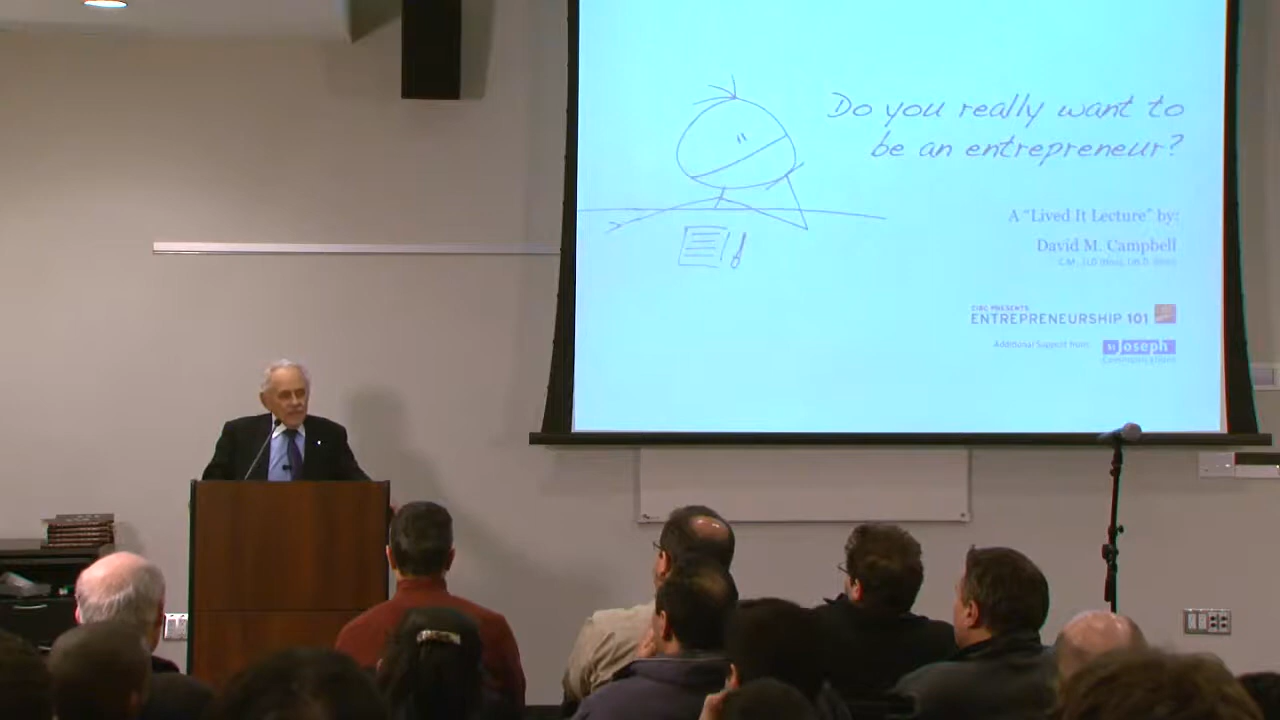 Do you really want to
be an entrepreneur?
A "Lived It Lecture" by:
David M. Campbell
CIBC PRESENTS
ENTREPRENEURSHIP 101
Additional Support from:
St Joseph
Communications